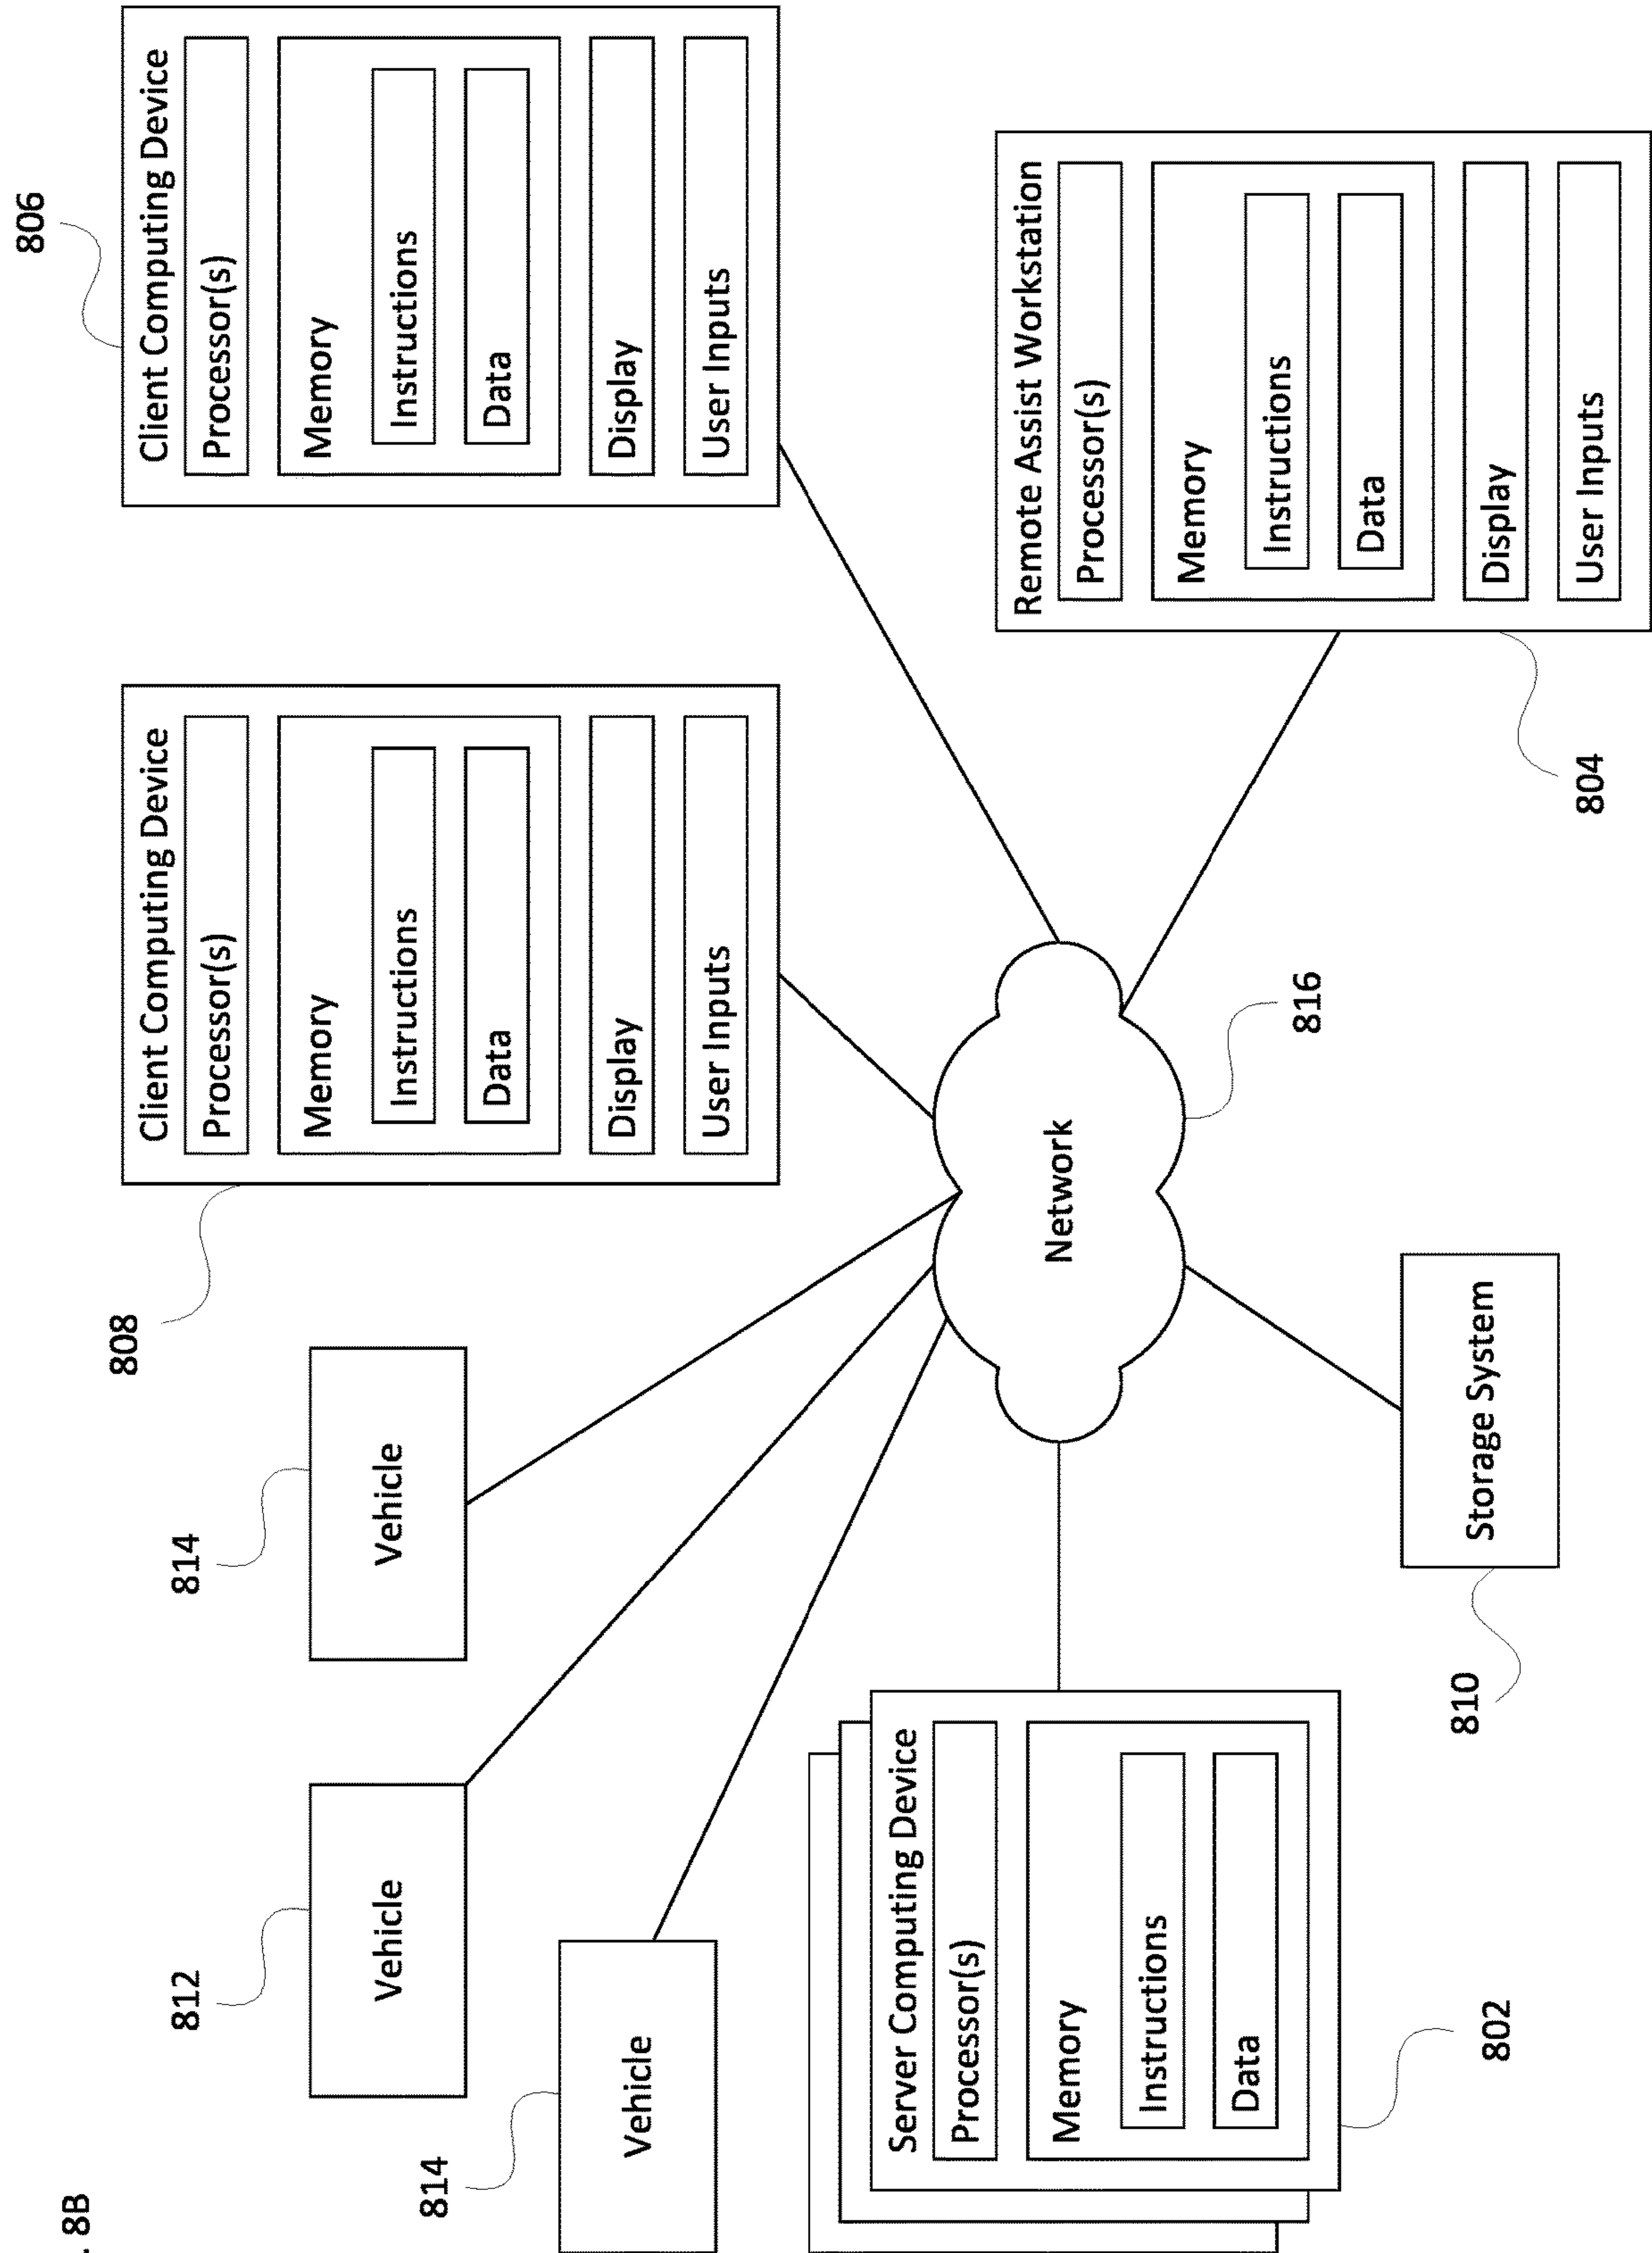 . 8B
814
Vehicle
812
Vehicle
814
Vehicle
808
Client Computing Device
Processor(s)
Memory
Instructions
Data
Display
User Inputs
806
Client Computing Device
Processor(s)
Memory
Instructions
Data
Display
User Inputs
Server Computing Device
Processor(s)
Memory
Instructions
Data
802
Network
816
Storage System
810
Remote Assist Workstation
Processor(s)
Memory
Instructions
Data
Display
User Inputs
804